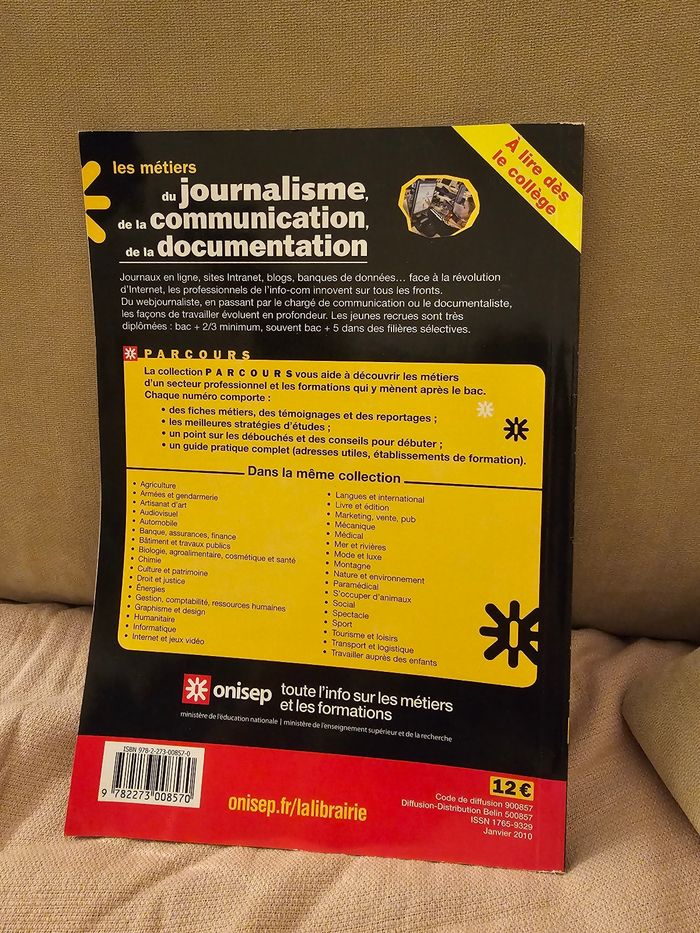 À lire dès
le collège
les métiers
du journalisme,
de la communication,
de la documentation
Journaux en ligne, sites Intranet, blogs, banques de données... face à la révolution
d'Internet, les professionnels de l'info-com innovent sur tous les fronts.
Du webjournaliste, en passant par le chargé de communication ou le documentaliste,
les façons de travailler évoluent en profondeur. Les jeunes recrues sont très
diplômées : bac + 2/3 minimum, souvent bac + 5 dans des filières sélectives.
PARCOURS
La collection PARCOURS vous aide à découvrir les métiers
d'un secteur professionnel et les formations qui y mènent après le bac.
Chaque numéro comporte :
• des fiches métiers, des témoignages et des reportages ;
• les meilleures stratégies d'études ;
• un point sur les débouchés et des conseils pour débuter ;
• un guide pratique complet (adresses utiles, établissements de formation).
Dans la même collection
• Agriculture
• Armées et gendarmerie
• Artisanat d'art
• Audiovisuel
• Automobile
• Banque, assurances, finance
• Bâtiment et travaux publics
• Biologie, agroalimentaire, cosmétique et santé
• Chimie
• Culture et patrimoine
• Droit et justice
• Énergies
• Gestion, comptabilité, ressources humaines
• Graphisme et design
• Humanitaire
• Informatique
• Internet et jeux vidéo
• Langues et international
• Livre et édition
• Marketing, vente, pub
• Mécanique
• Médical
• Mer et rivières
• Mode et luxe
• Montagne
• Nature et environnement
• Paramédical
• S'occuper d'animaux
• Social
• Spectacle
• Sport
• Tourisme et loisirs
• Transport et logistique
• Travailler auprès des enfants
onisep toute l'info sur les métiers
et les formations
ministère de l'éducation nationale | ministère de l'enseignement supérieur et de la recherche
ISBN 978-2-273-00857-0
9 782273 008570
onisep.fr/lalibrairie
12 €
Code de diffusion 900857
Diffusion-Distribution Belin 500857
ISSN 1765-9329
Janvier 2010